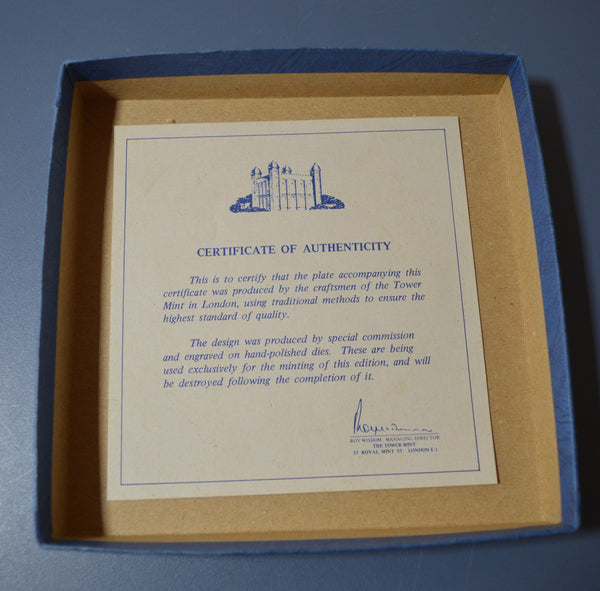 CERTIFICATE OF AUTHENTICITY
This is to certify that the plate accompanying this
certificate was produced by the craftsmen of the Tower
Mint in London, using traditional methods to ensure the
highest standard of quality.
The design was produced by special commission
and engraved on hand-polished dies. These are being
used exclusively for the minting of this edition, and will
be destroyed following the completion of it.
ROY WISDOM MANAGING DIRECTOR
THE TOWER MINT
ROYAL MINT ST. LONDON E.1.